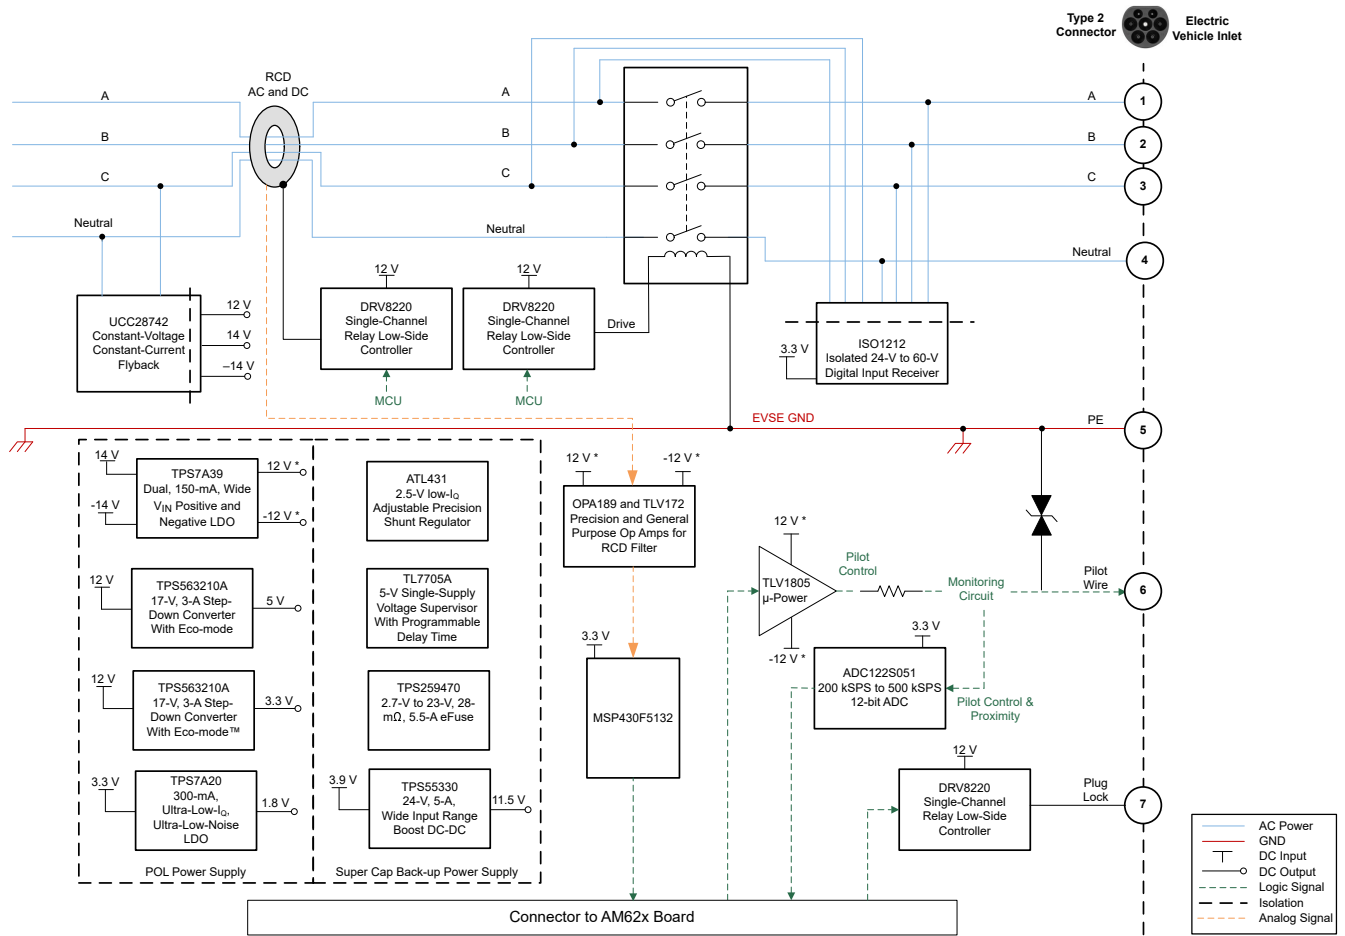 Type 2
Connector
Electric
Vehicle Inlet
RCD
AC and DC
A
A
A
1
B
B
B
2
C
C
C
3
Neutral
Neutral
Neutral
4
UCC28742
Constant-Voltage
Constant-Current
Flyback
12 V
14 V
–14 V
12 V
DRV8220
Single-Channel
Relay Low-Side
Controller
MCU
12 V
DRV8220
Single-Channel
Relay Low-Side
Controller
MCU
Drive
3.3 V
ISO1212
Isolated 24-V to 60-V
Digital Input Receiver
EVSE GND
PE
5
14 V
-14 V
TPS7A39
Dual, 150-mA, Wide
VIN Positive and
Negative LDO
12 V *
-12 V *
12 V
TPS563210A
17-V, 3-A Step-
Down Converter
With Eco-mode
5 V
12 V
TPS563210A
17-V, 3-A Step-
Down Converter
With Eco-mode™
3.3 V
3.3 V
TPS7A20
300-mA,
Ultra-Low-IQ,
Ultra-Low-Noise
LDO
1.8 V
POL Power Supply
ATL431
2.5-V low-IQ
Adjustable Precision
Shunt Regulator
TL7705A
5-V Single-Supply
Voltage Supervisor
With Programmable
Delay Time
TPS259470
2.7-V to 23-V, 28-
mΩ, 5.5-A eFuse
3.9 V
TPS55330
24-V, 5-A,
Wide Input Range
Boost DC-DC
11.5 V
Super Cap Back-up Power Supply
12 V *
-12 V *
OPA189 and TLV172
Precision and General
Purpose Op Amps for
RCD Filter
3.3 V
MSP430F5132
12 V *
TLV1805
µ-Power
-12 V *
Pilot
Control
Monitoring
Circuit
Pilot
Wire
6
3.3 V
ADC122S051
200 kSPS to 500 kSPS
12-bit ADC
Pilot Control &
Proximity
12 V
DRV8220
Single-Channel
Relay Low-Side
Controller
Plug
Lock
7
Connector to AM62x Board
AC Power
GND
DC Input
DC Output
Logic Signal
Isolation
Analog Signal